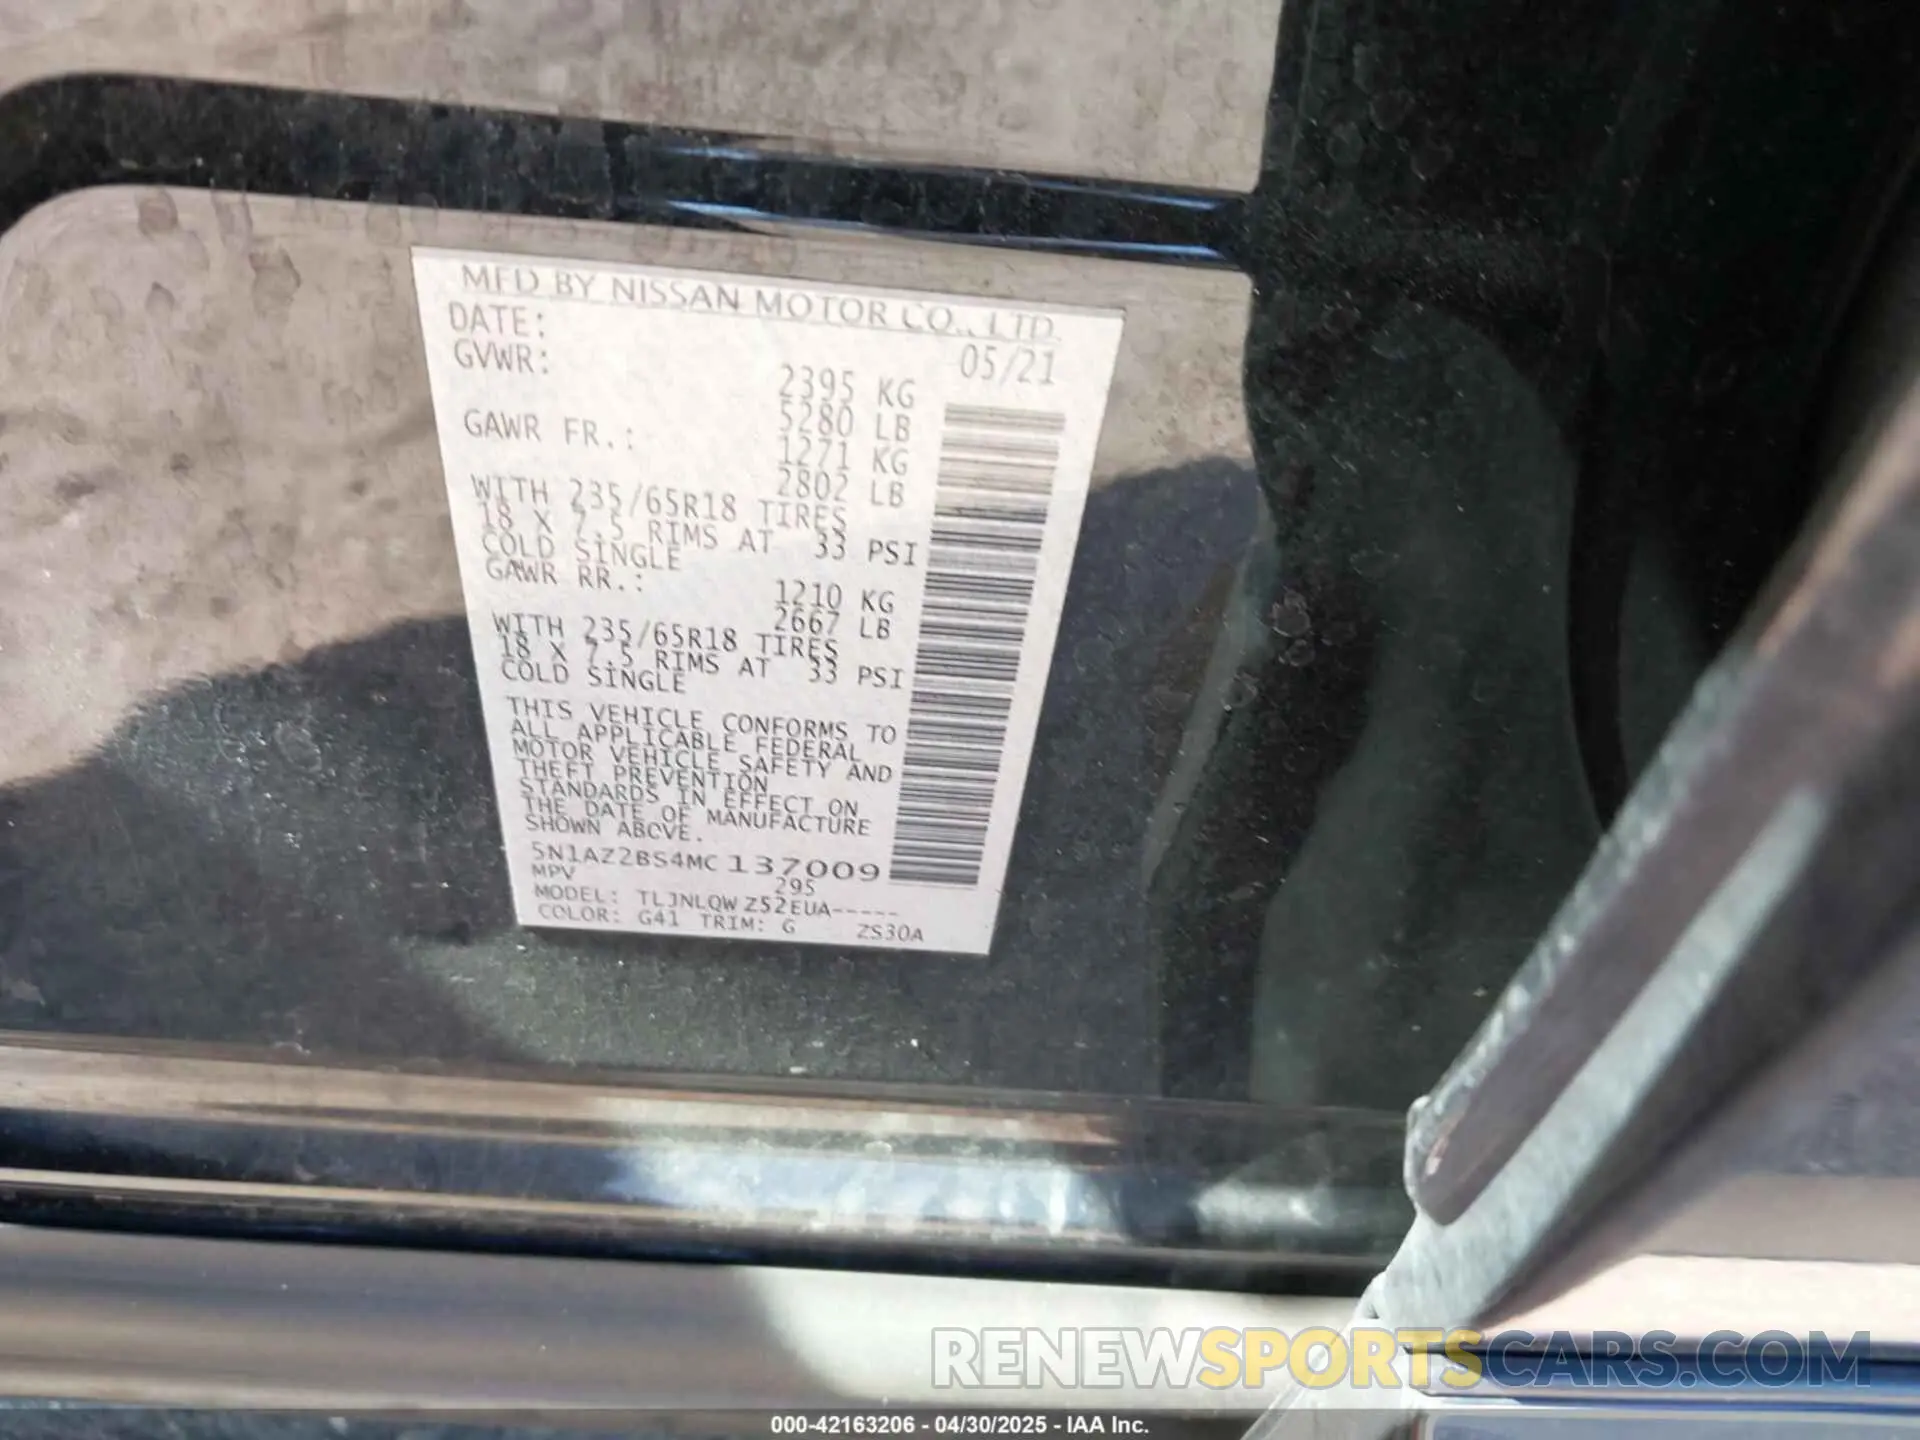 MFD BY NISSAN MOTOR CO., LTD.
DATE: 05/21
GVWR: 2395 KG
5280 LB
GAWR FR.: 1271 KG
2802 LB
WITH 235/65R18 TIRES
18 X 7.5 RIMS AT 33 PSI
COLD SINGLE
GAWR RR.: 1210 KG
2667 LB
WITH 235/65R18 TIRES
18 X 7.5 RIMS AT 33 PSI
COLD SINGLE
THIS VEHICLE CONFORMS TO
ALL APPLICABLE FEDERAL
MOTOR VEHICLE SAFETY AND
THEFT PREVENTION
STANDARDS IN EFFECT ON
THE DATE OF MANUFACTURE
SHOWN ABOVE.
5N1AZ2BS4MC137009
MPV 295
MODEL: TLJNLQW Z52EUA-----
COLOR: G41 TRIM: G ZS30A
RENEWSPORTSCARS.COM
000-42163206 - 04/30/2025 - IAA Inc.